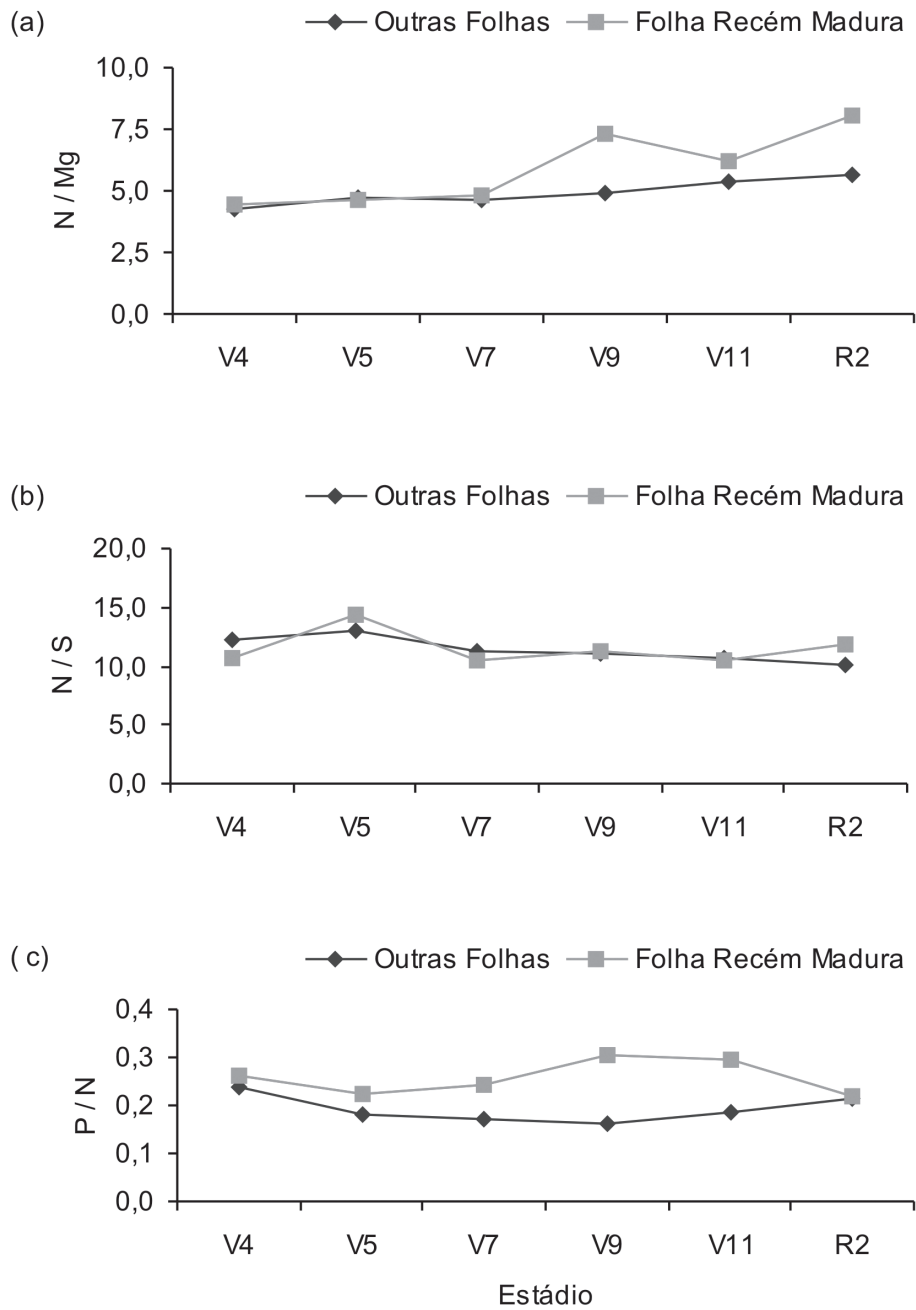 (a) Outras Folhas Folha Recém Madura
10,0
7,5
5,0
2,5
0,0
N / Mg
V4 V5 V7 V9 V11 R2
(b) Outras Folhas Folha Recém Madura
20,0
15,0
10,0
5,0
0,0
N / S
V4 V5 V7 V9 V11 R2
( c) Outras Folhas Folha Recém Madura
0,4
0,3
0,2
0,1
0,0
P / N
V4 V5 V7 V9 V11 R2
Estádio